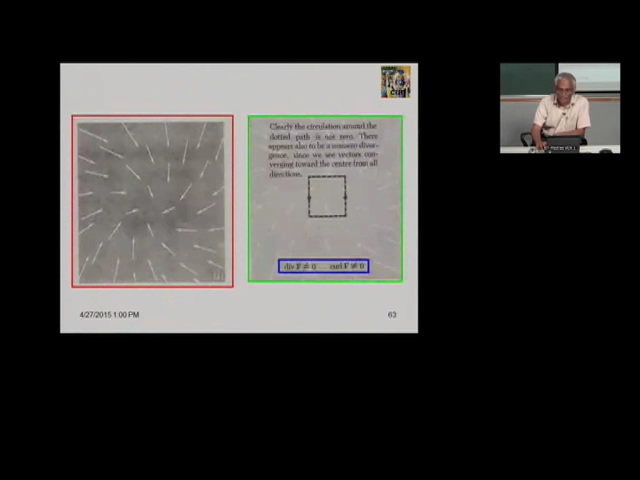 Clearly the circulation around the
dotted path is not zero. There
appears also to be a nonzero diver-
gence, since we see vectors con-
verging toward the center from all
directions.
div F ≠ 0 ... curl F ≠ 0
4/27/2015 1:00 PM
63